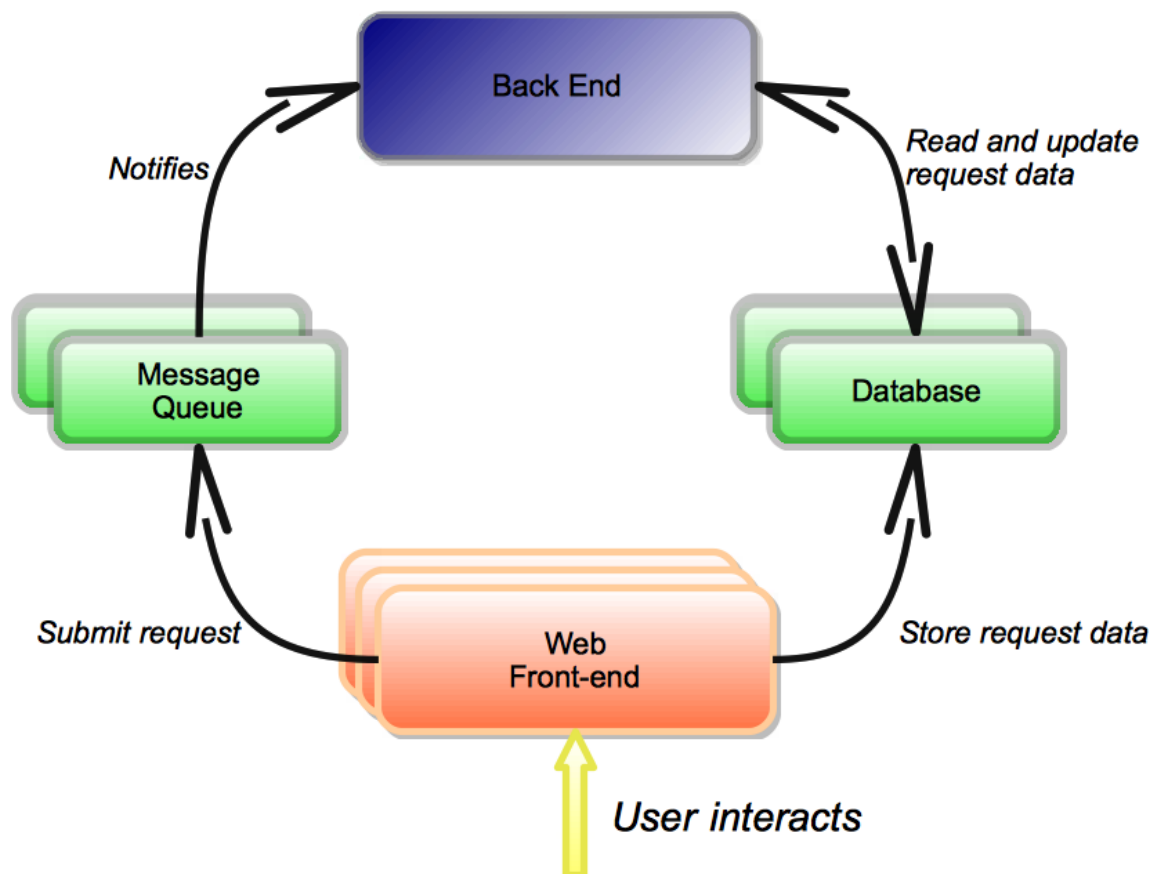 Back End
Notifies
Read and update
request data
Message
Queue
Database
Submit request
Web
Front-end
Store request data
User interacts